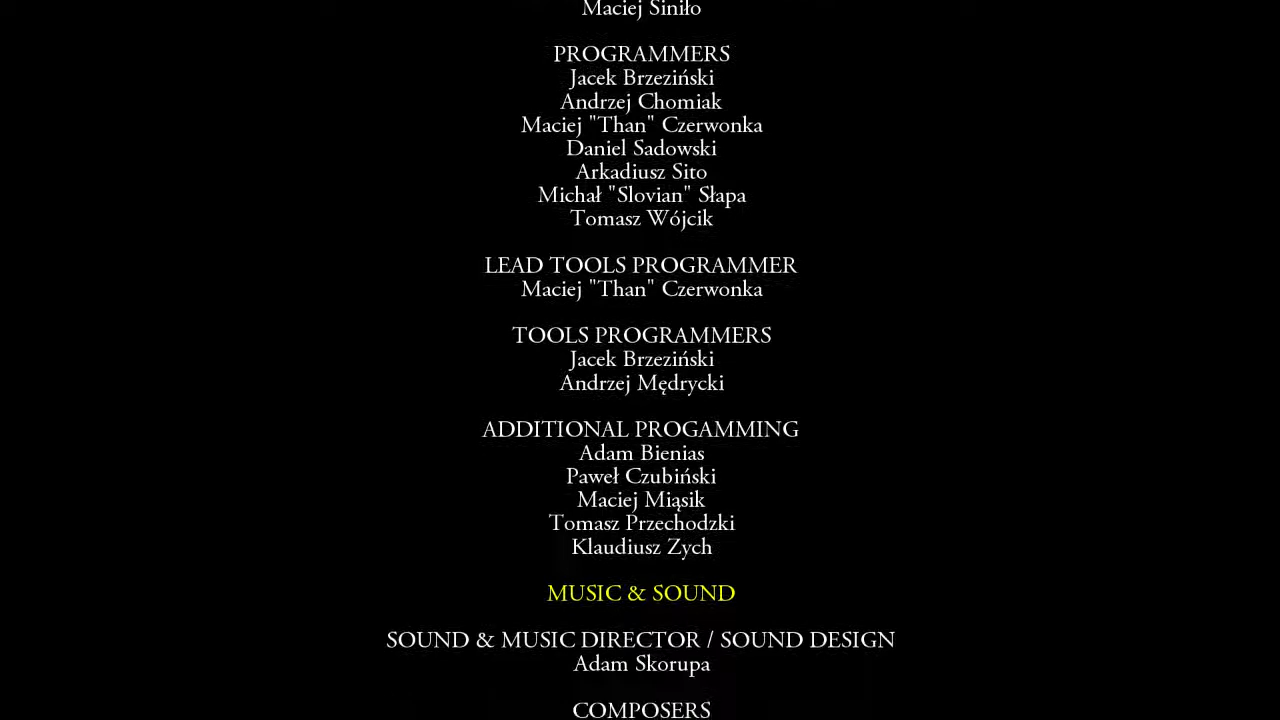 Maciej Siniło
PROGRAMMERS
Jacek Brzeziński
Andrzej Chomiak
Maciej "Than" Czerwonka
Daniel Sadowski
Arkadiusz Sito
Michał "Slovian" Słapa
Tomasz Wójcik
LEAD TOOLS PROGRAMMER
Maciej "Than" Czerwonka
TOOLS PROGRAMMERS
Jacek Brzeziński
Andrzej Mędrycki
ADDITIONAL PROGAMMING
Adam Bienias
Paweł Czubiński
Maciej Miąsik
Tomasz Przechodzki
Klaudiusz Zych
MUSIC & SOUND
SOUND & MUSIC DIRECTOR / SOUND DESIGN
Adam Skorupa
COMPOSERS